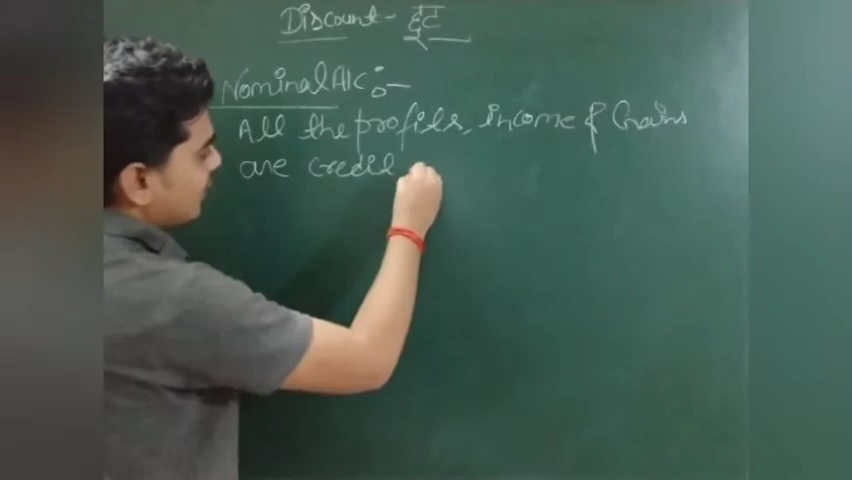 Discount - छूट
Nominal A/c :-
All the profits, income & Gains
are credit